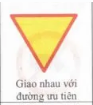 Giao nhau với
đường ưu tiên